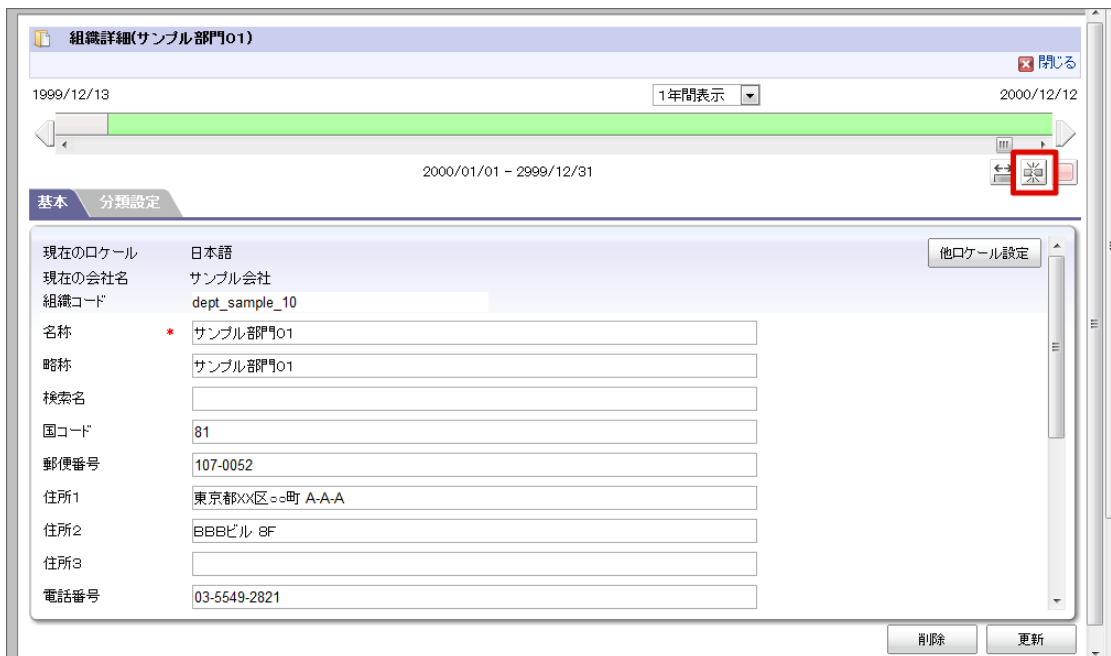 組織詳細(サンプル部門01)
閉じる
1999/12/13 1年間表示 2000/12/12
2000/01/01 - 2999/12/31
基本 分類設定
現在のロケール 日本語 他ロケール設定
現在の会社名 サンプル会社
組織コード dept_sample_10
名称 * サンプル部門01
略称 サンプル部門01
検索名
国コード 81
郵便番号 107-0052
住所1 東京都XX区○○町 A-A-A
住所2 BBBビル 8F
住所3
電話番号 03-5549-2821
削除 更新